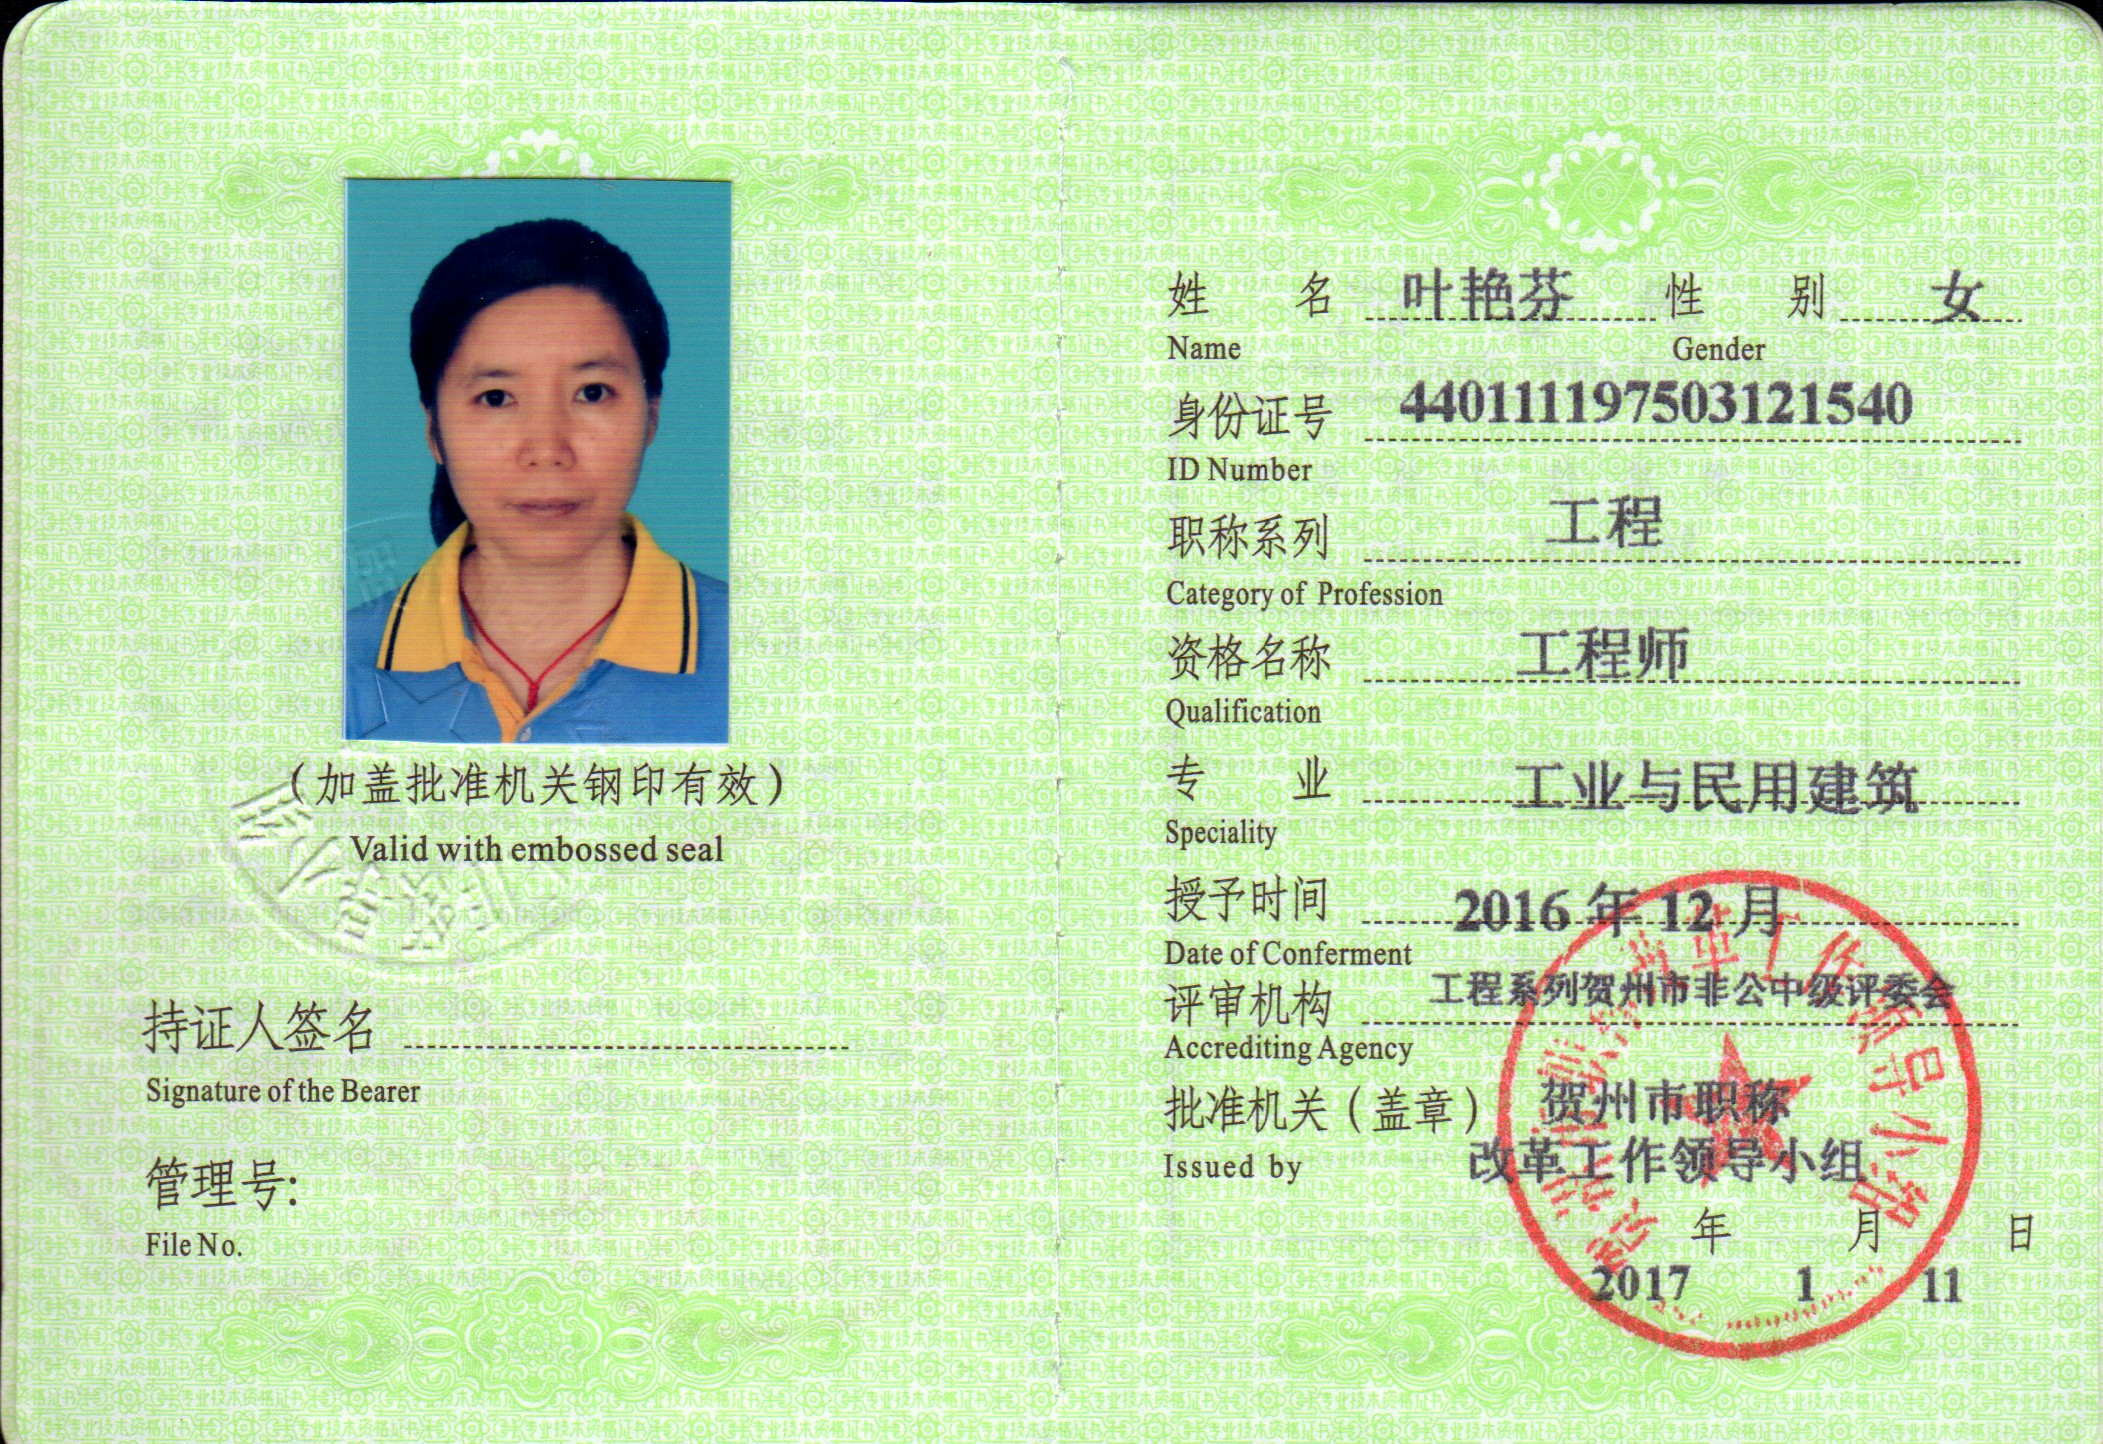 （加盖批准机关钢印有效）
Valid with embossed seal
持证人签名
Signature of the Bearer
管理号:
File No.
姓 名 叶艳芬 性 别 女
Name Gender
身份证号 440111197503121540
ID Number
职称系列 工程
Category of Profession
资格名称 工程师
Qualification
专 业 工业与民用建筑
Speciality
授予时间 2016 年 12 月
Date of Conferment
评审机构 工程系列贺州市非公中级评委会
Accrediting Agency
批准机关（盖章） 贺州市职称
改革工作领导小组
Issued by
年 月 日
2017 1 11